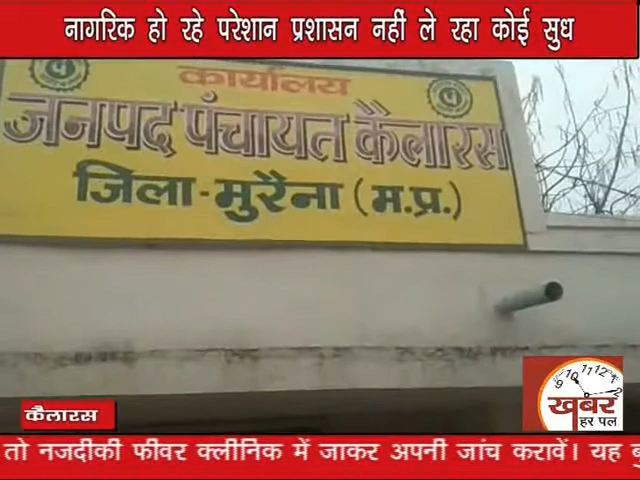 नागरिक हो रहे परेशान प्रशासन नहीं ले रहा कोई सुध
कार्यालय
जनपद पंचायत कैलारस
जिला-मुरैना (म.प्र.)
कैलारस
खबर
हर पल
तो नजदीकी फीवर क्लीनिक में जाकर अपनी जांच करावें। यह